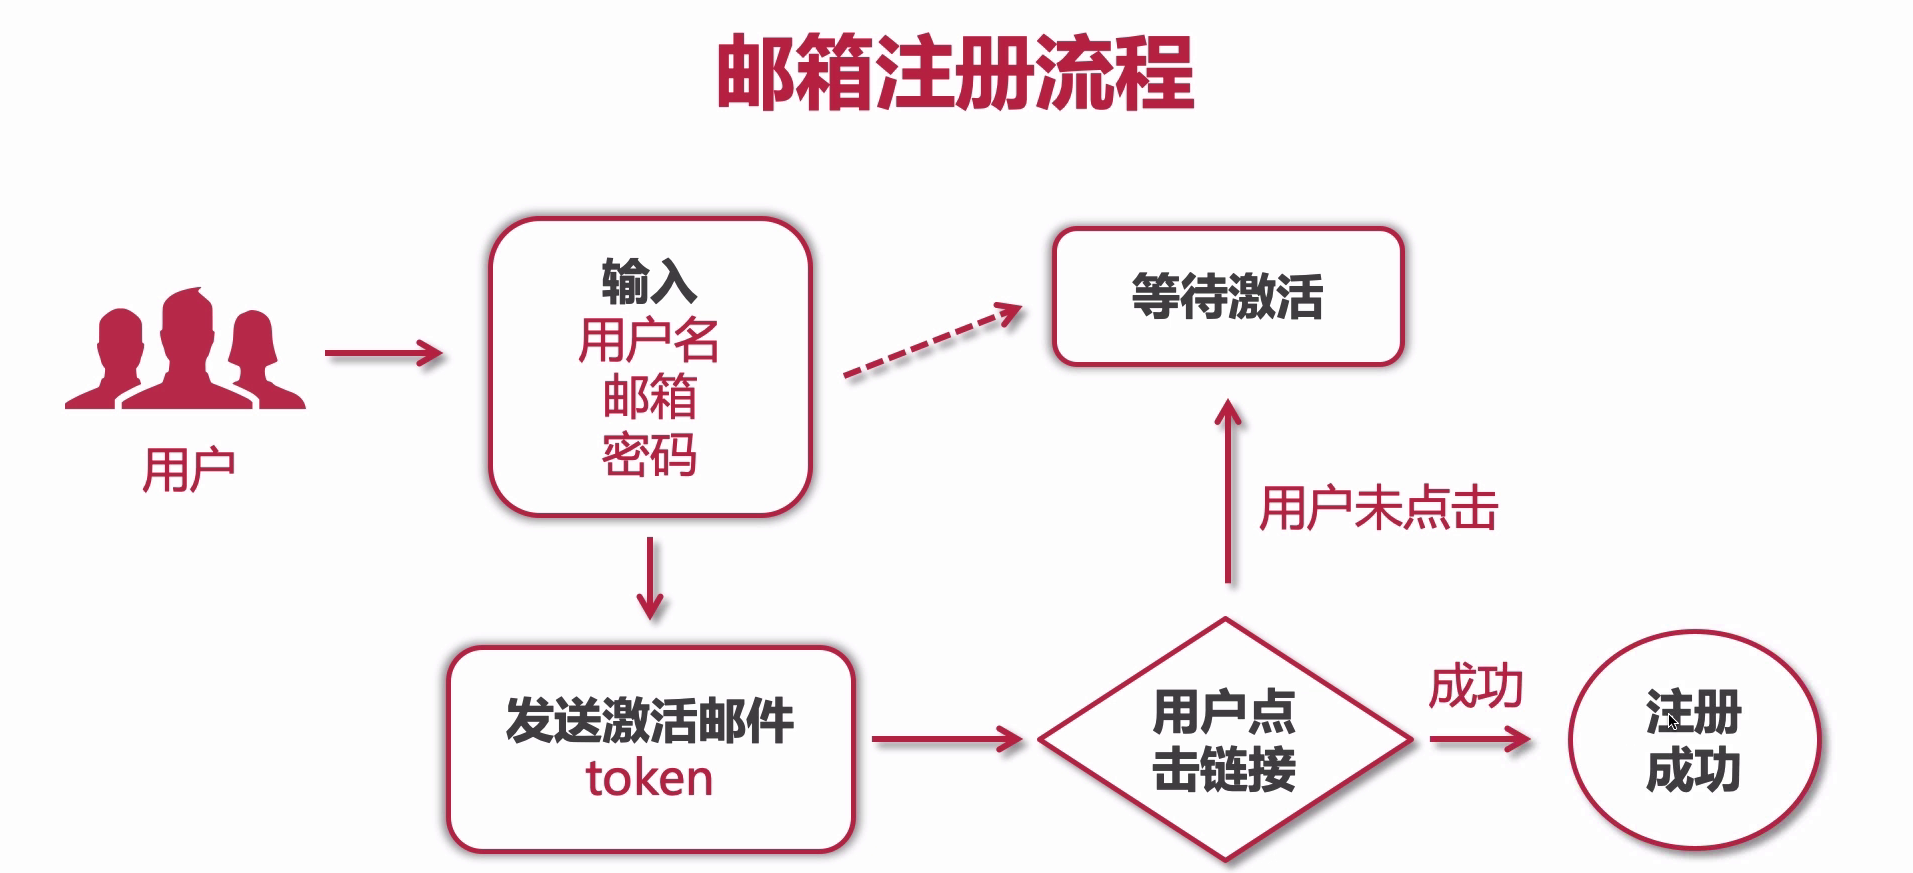 邮箱注册流程
用户
输入
用户名
邮箱
密码
等待激活
用户未点击
发送激活邮件
token
用户点
击链接
成功
注册
成功